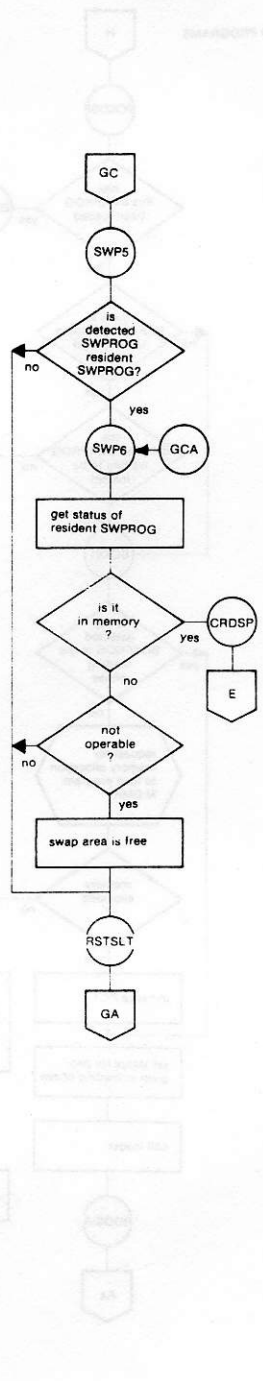 GC
SWP5
is
detected
SWPROG
resident
SWPROG?
no
yes
SWP6
GCA
get status of
resident SWPROG
is it
in memory
?
yes
CRDSP
no
E
not
operable
?
no
yes
swap area is free
RSTSLT
GA